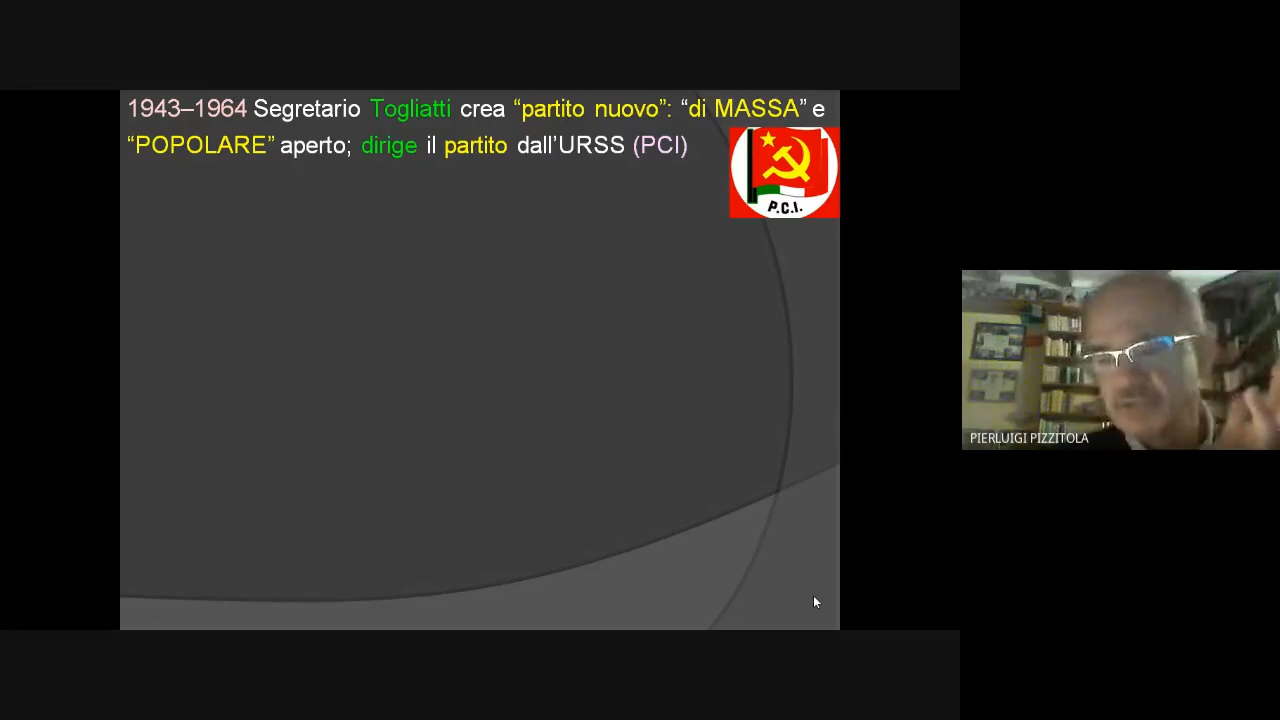 1943–1964 Segretario Togliatti crea “partito nuovo”: “di MASSA” e
“POPOLARE” aperto; dirige il partito dall’URSS (PCI)
P.C.I.
PIERLUIGI PIZZITOLA